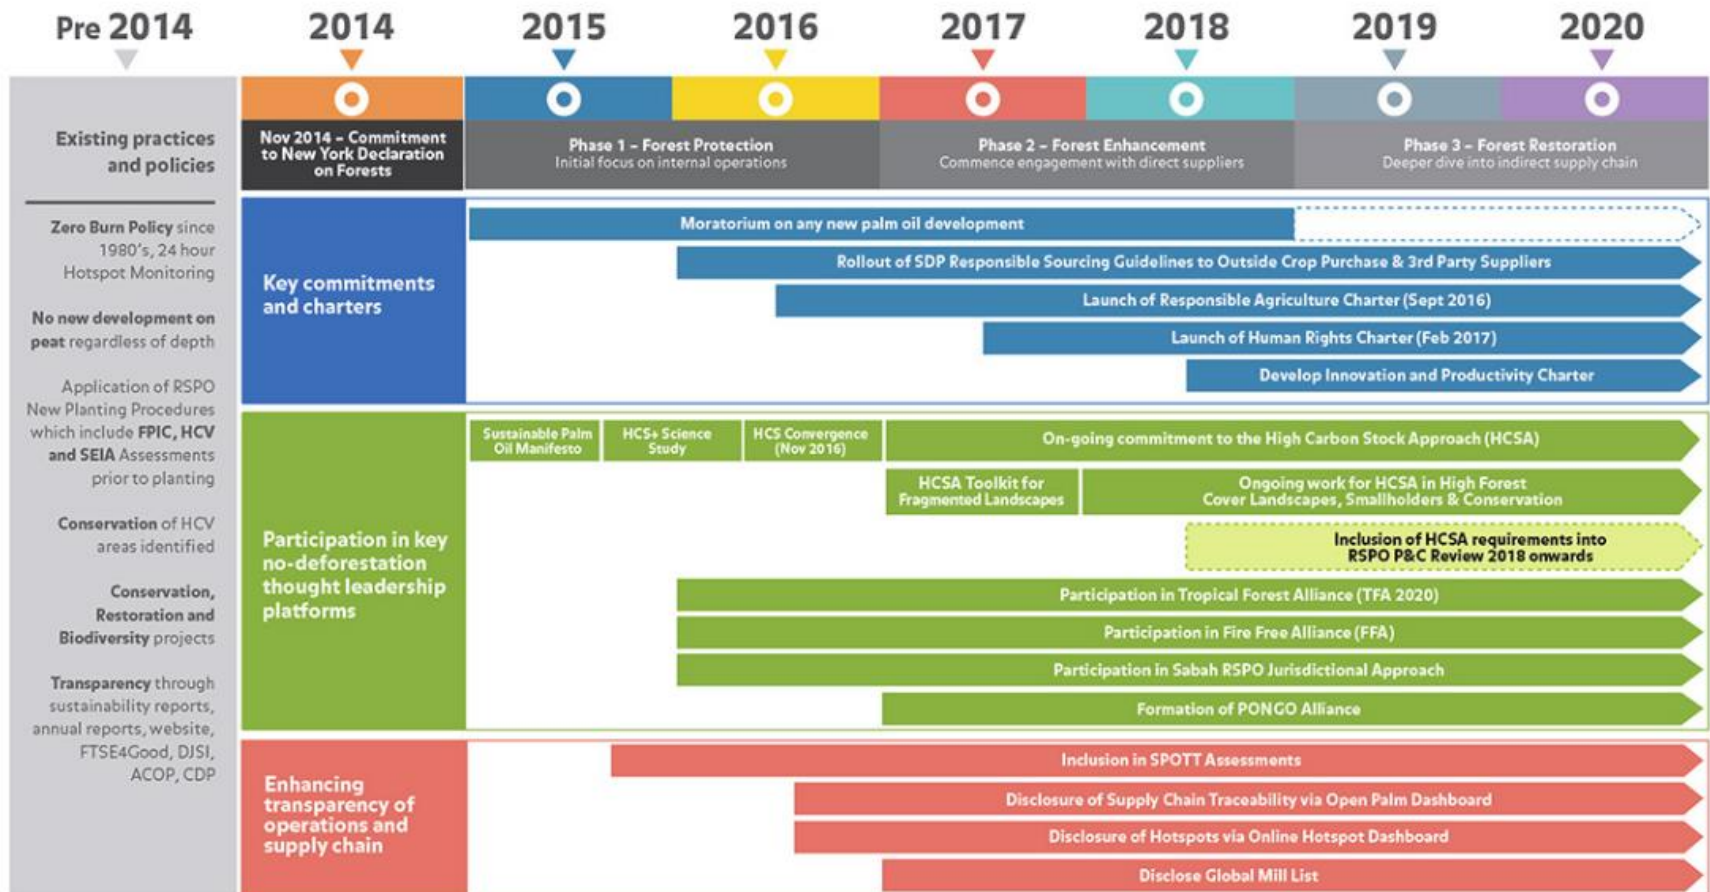 Pre 2014
2014
2015
2016
2017
2018
2019
2020
Existing practices
and policies
Nov 2014 – Commitment
to New York Declaration
on Forests
Phase 1 – Forest Protection
Initial focus on internal operations
Phase 2 – Forest Enhancement
Commence engagement with direct suppliers
Phase 3 – Forest Restoration
Deeper dive into indirect supply chain
Zero Burn Policy since
1980's, 24 hour
Hotspot Monitoring
No new development on
peat regardless of depth
Application of RSPO
New Planting Procedures
which include FPIC, HCV
and SEIA Assessments
prior to planting
Conservation of HCV
areas identified
Conservation,
Restoration and
Biodiversity projects
Transparency through
sustainability reports,
annual reports, website,
FTSE4Good, DJSI,
ACOP, CDP
Key commitments
and charters
Moratorium on any new palm oil development
Rollout of SDP Responsible Sourcing Guidelines to Outside Crop Purchase & 3rd Party Suppliers
Launch of Responsible Agriculture Charter (Sept 2016)
Launch of Human Rights Charter (Feb 2017)
Develop Innovation and Productivity Charter
Participation in key
no-deforestation
thought leadership
platforms
Sustainable Palm
Oil Manifesto
HCS+ Science
Study
HCS Convergence
(Nov 2016)
On-going commitment to the High Carbon Stock Approach (HCSA)
HCSA Toolkit for
Fragmented Landscapes
Ongoing work for HCSA in High Forest
Cover Landscapes, Smallholders & Conservation
Inclusion of HCSA requirements into
RSPO P&C Review 2018 onwards
Participation in Tropical Forest Alliance (TFA 2020)
Participation in Fire Free Alliance (FFA)
Participation in Sabah RSPO Jurisdictional Approach
Formation of PONGO Alliance
Enhancing
transparency of
operations and
supply chain
Inclusion in SPOTT Assessments
Disclosure of Supply Chain Traceability via Open Palm Dashboard
Disclosure of Hotspots via Online Hotspot Dashboard
Disclose Global Mill List